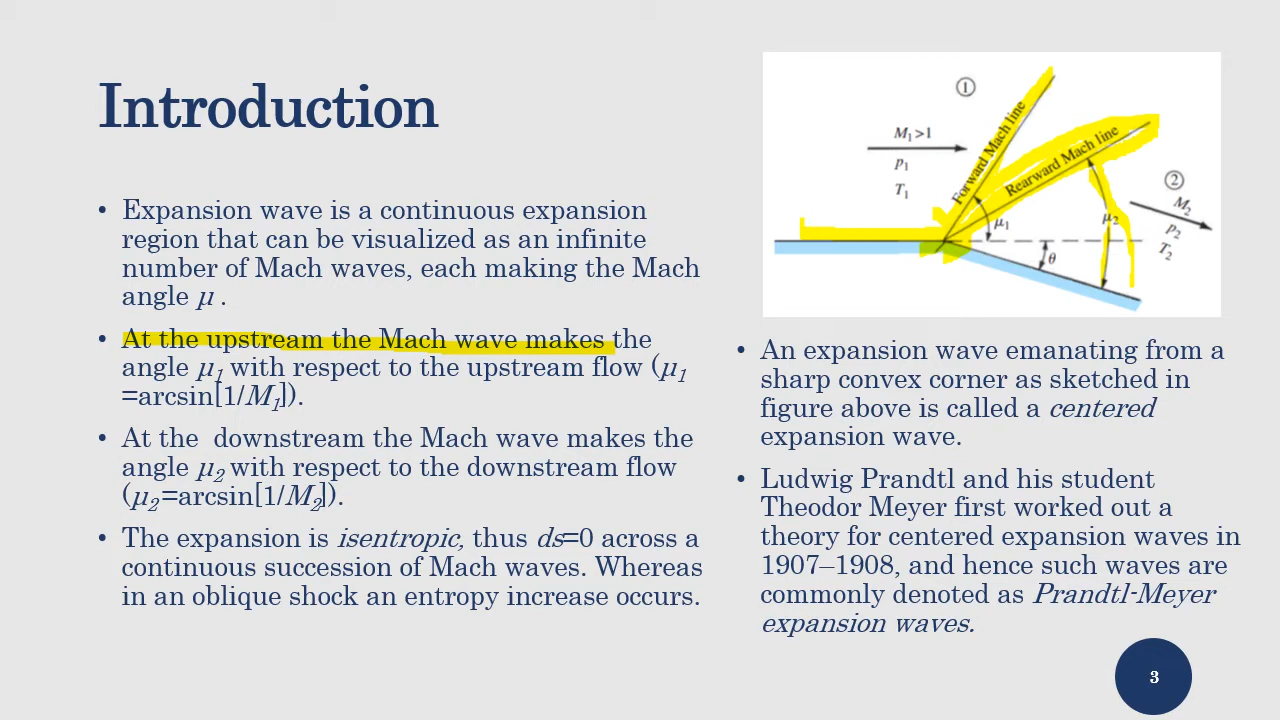 Introduction
• Expansion wave is a continuous expansion
region that can be visualized as an infinite
number of Mach waves, each making the Mach
angle μ .
• At the upstream the Mach wave makes the
angle μ1 with respect to the upstream flow (μ1
=arcsin[1/M1]).
• At the  downstream the Mach wave makes the
angle μ2 with respect to the downstream flow
(μ2=arcsin[1/M2]).
• The expansion is isentropic, thus ds=0 across a
continuous succession of Mach waves. Whereas
in an oblique shock an entropy increase occurs.
1
M1>1
p1
T1
Forward Mach line
Rearward Mach line
μ1
μ2
θ
2
M2
p2
T2
• An expansion wave emanating from a
sharp convex corner as sketched in
figure above is called a centered
expansion wave.
• Ludwig Prandtl and his student
Theodor Meyer first worked out a
theory for centered expansion waves in
1907–1908, and hence such waves are
commonly denoted as Prandtl-Meyer
expansion waves.
3